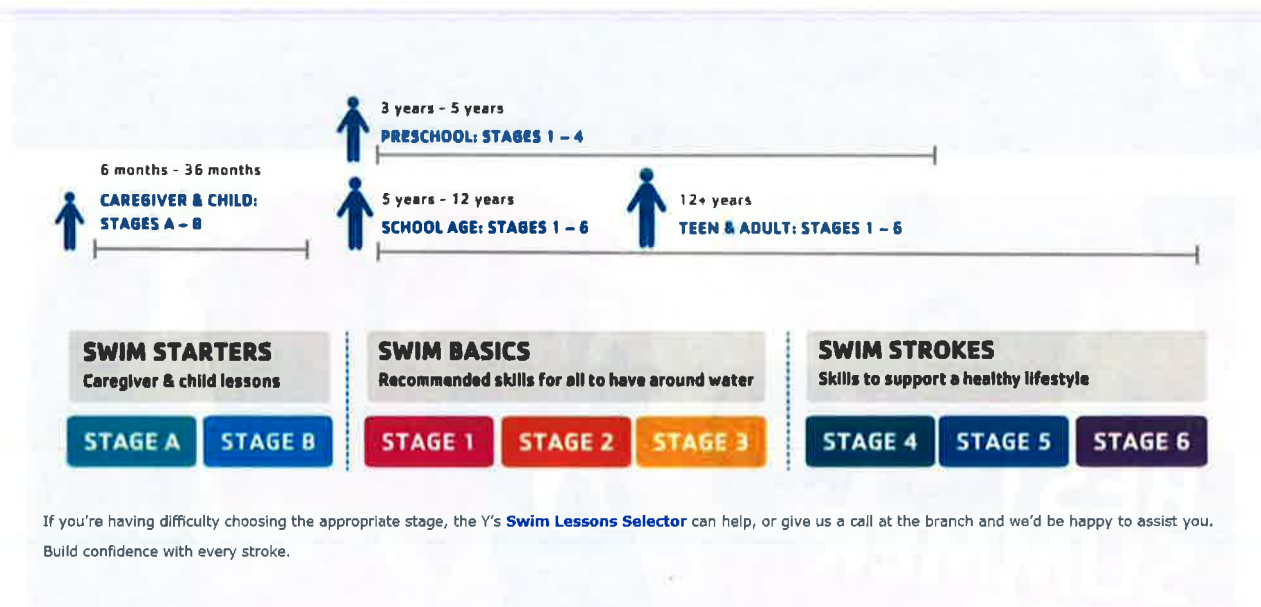 3 years - 5 years
PRESCHOOL: STAGES 1 – 4
6 months - 36 months
CAREGIVER & CHILD:
STAGES A – B
5 years - 12 years
SCHOOL AGE: STAGES 1 – 6
12+ years
TEEN & ADULT: STAGES 1 – 6
SWIM STARTERS
Caregiver & child lessons
SWIM BASICS
Recommended skills for all to have around water
SWIM STROKES
Skills to support a healthy lifestyle
STAGE A
STAGE B
STAGE 1
STAGE 2
STAGE 3
STAGE 4
STAGE 5
STAGE 6
If you're having difficulty choosing the appropriate stage, the Y's Swim Lessons Selector can help, or give us a call at the branch and we'd be happy to assist you.
Build confidence with every stroke.